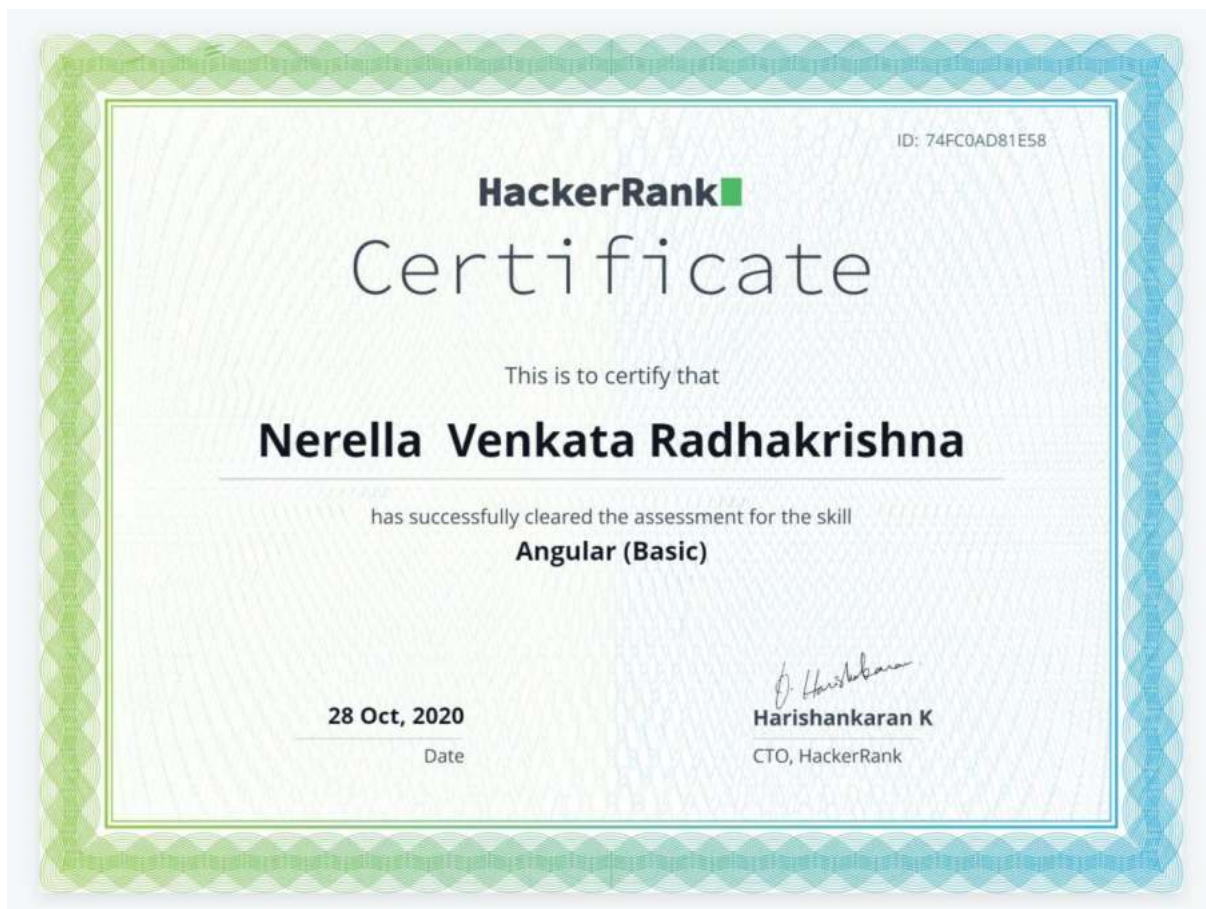 ID: 74FC0AD81E58
HackerRank
Certificate
This is to certify that
Nerella Venkata Radhakrishna
has successfully cleared the assessment for the skill
Angular (Basic)
28 Oct, 2020
Date
Harishankaran K
CTO, HackerRank